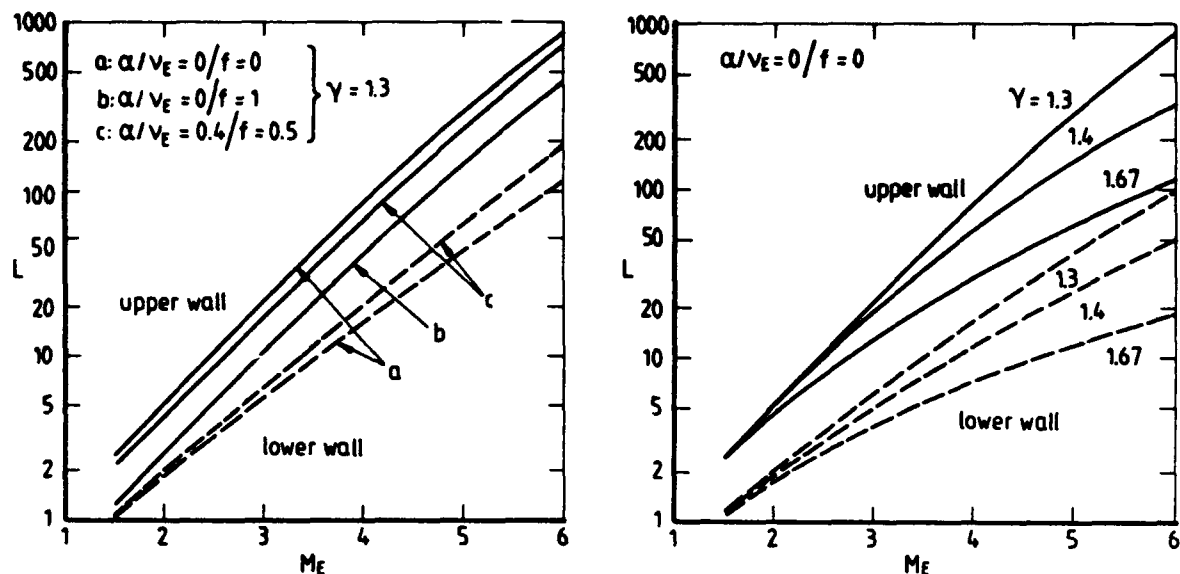 1000
500
200
100
50
L
20
10
5
2
1
a: α/ν_E = 0/f = 0
b: α/ν_E = 0/f = 1
c: α/ν_E = 0.4/f = 0.5
γ = 1.3
upper wall
c
b
a
lower wall
1 2 3 4 5 6
M_E
1000
500
200
100
50
L
20
10
5
2
1
α/ν_E = 0/f = 0
γ = 1.3
1.4
1.67
upper wall
1.3
1.4
1.67
lower wall
1 2 3 4 5 6
M_E